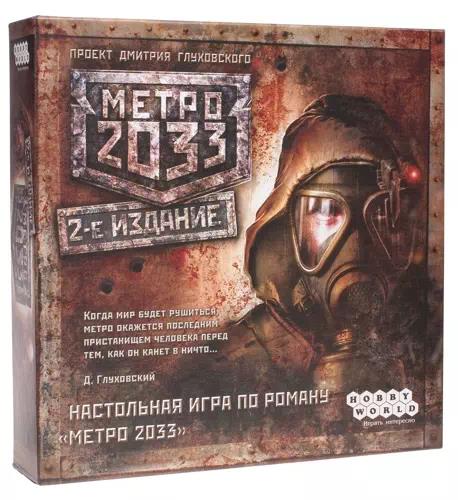 ПРОЕКТ ДМИТРИЯ ГЛУХОВСКОГО
МЕТРО
2033
2-е ИЗДАНИЕ
Когда мир будет рушиться,
метро окажется последним
пристанищем человека перед
тем, как он канет в ничто...
Д. Глуховский
НАСТОЛЬНАЯ ИГРА ПО РОМАНУ
«МЕТРО 2033»
HOBBY
WORLD
Играть интересно